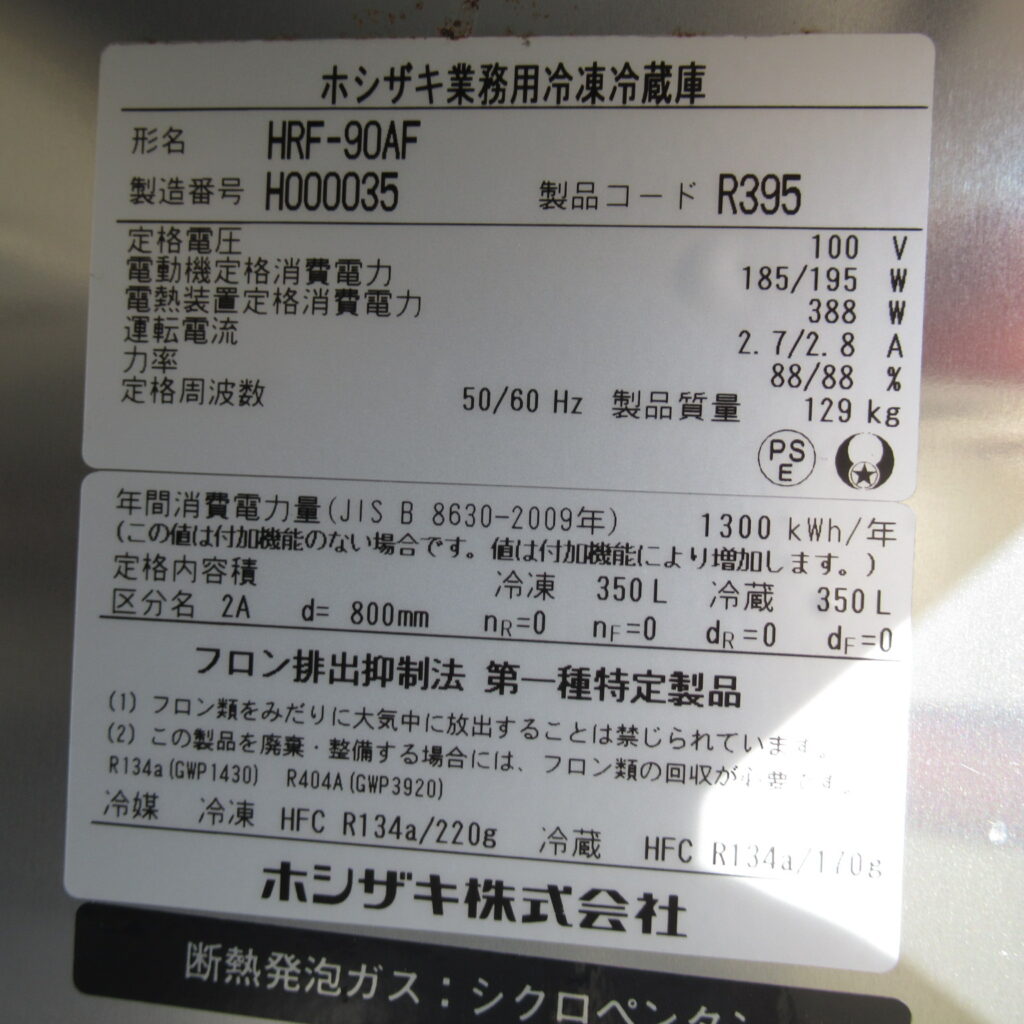 ホシザキ業務用冷凍冷蔵庫
形名 HRF-90AF
製造番号 H000035 製品コード R395
定格電圧 100 V
電動機定格消費電力 185/195 W
電熱装置定格消費電力 388 W
運転電流 2.7/2.8 A
力率 88/88 %
定格周波数 50/60 Hz 製品質量 129 kg
PS
E
年間消費電力量(JIS B 8630-2009年) 1300 kWh/年
(この値は付加機能のない場合です。値は付加機能により増加します。)
定格内容積 冷凍 350 L 冷蔵 350 L
区分名 2A d= 800mm nR=0 nF=0 dR=0 dF=0
フロン排出抑制法 第一種特定製品
(1) フロン類をみだりに大気中に放出することは禁じられています。
(2) この製品を廃棄・整備する場合には、フロン類の回収が必要です。
R134a(GWP1430) R404A(GWP3920)
冷媒 冷凍 HFC R134a/220g 冷蔵 HFC R134a/170g
ホシザキ株式会社
断熱発泡ガス：シクロペンタン